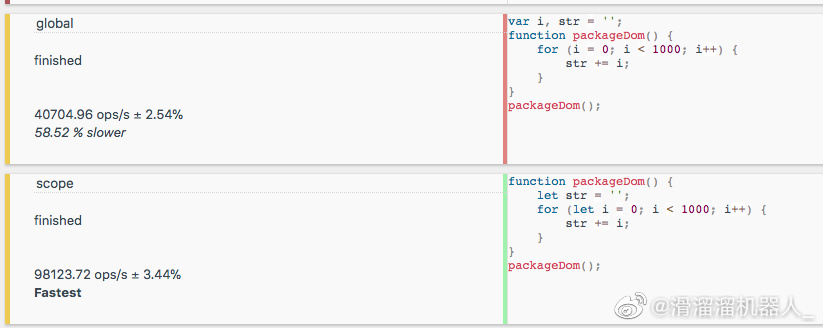 global
finished
40704.96 ops/s ± 2.54%
58.52 % slower
var i, str = '';
function packageDom() {
    for (i = 0; i < 1000; i++) {
        str += i;
    }
}
packageDom();
scope
finished
98123.72 ops/s ± 3.44%
Fastest
function packageDom() {
    let str = '';
    for (let i = 0; i < 1000; i++) {
        str += i;
    }
}
packageDom();
@滑溜溜机器人_